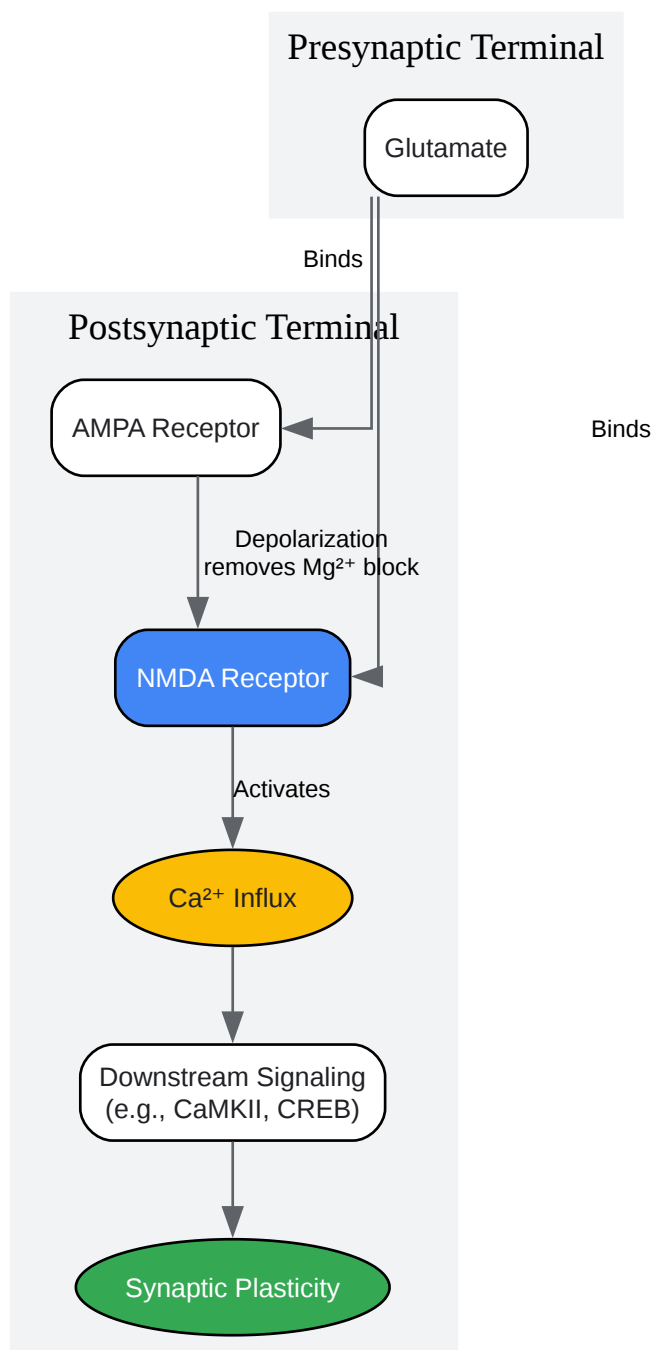 Presynaptic Terminal
Glutamate
Binds
Postsynaptic Terminal
AMPA Receptor
Binds
Depolarization
removes Mg²⁺ block
NMDA Receptor
Activates
Ca²⁺ Influx
Downstream Signaling
(e.g., CaMKII, CREB)
Synaptic Plasticity